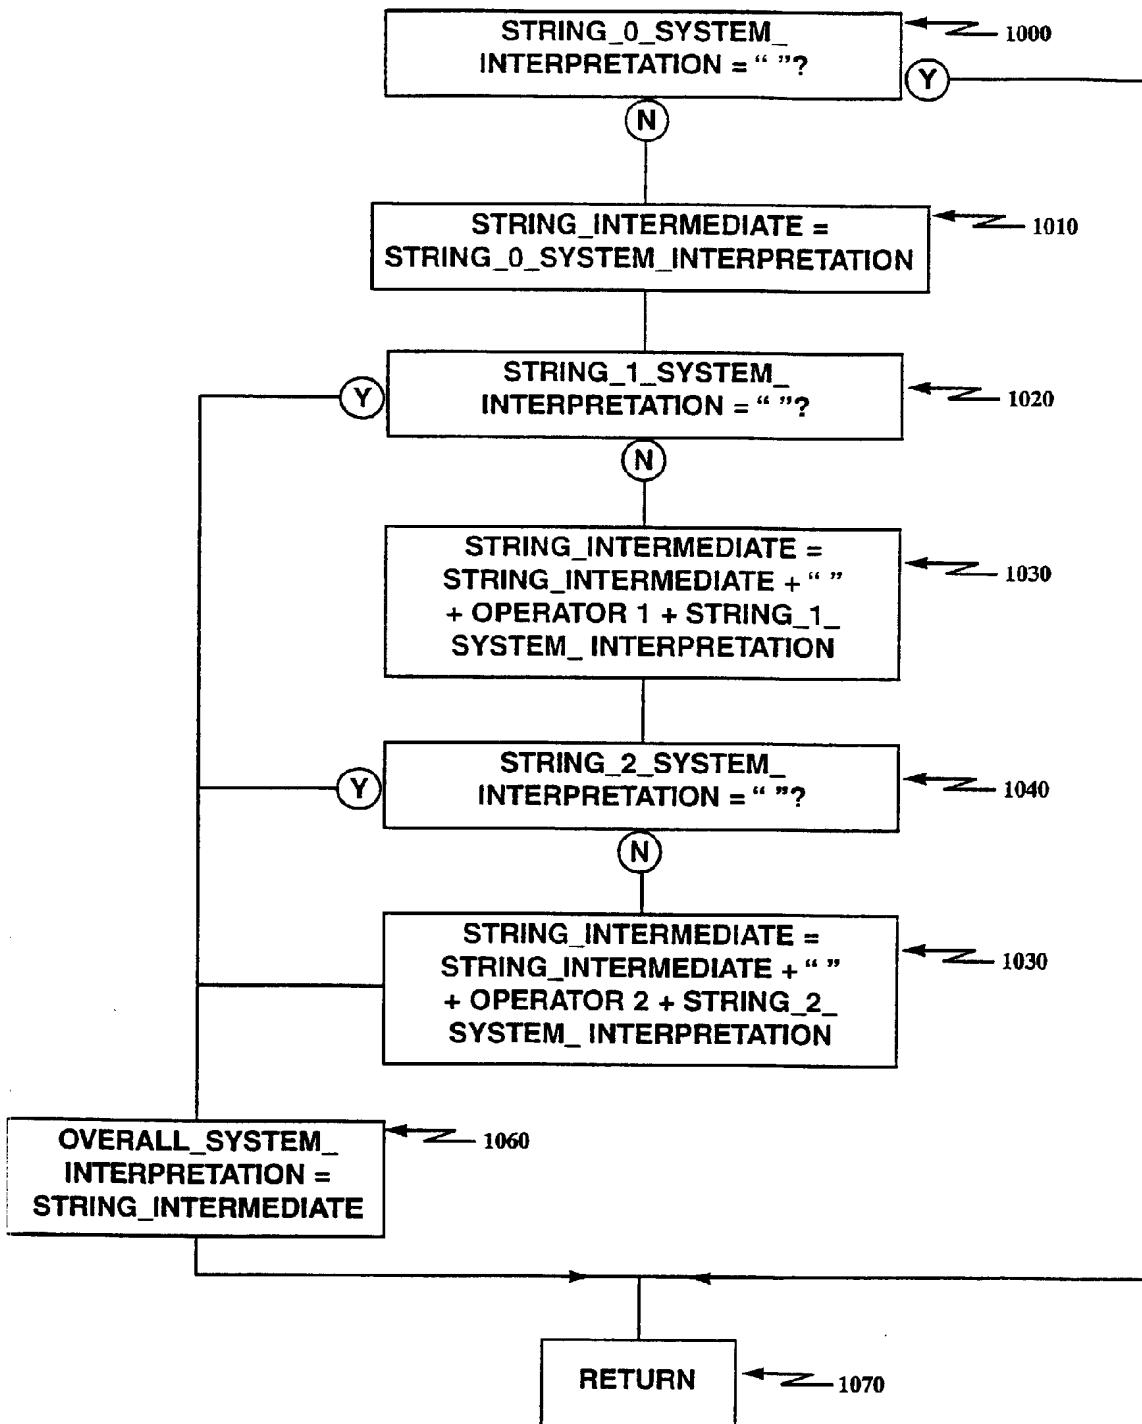 STRING_0_SYSTEM_
INTERPRETATION = “ ”?
1000
Y
N
STRING_INTERMEDIATE =
STRING_0_SYSTEM_INTERPRETATION
1010
STRING_1_SYSTEM_
INTERPRETATION = “ ”?
1020
Y
N
STRING_INTERMEDIATE =
STRING_INTERMEDIATE + “ ”
+ OPERATOR 1 + STRING_1_
SYSTEM_ INTERPRETATION
1030
STRING_2_SYSTEM_
INTERPRETATION = “ ”?
1040
Y
N
STRING_INTERMEDIATE =
STRING_INTERMEDIATE + “ ”
+ OPERATOR 2 + STRING_2_
SYSTEM_ INTERPRETATION
1030
OVERALL_SYSTEM_
INTERPRETATION =
STRING_INTERMEDIATE
1060
RETURN
1070